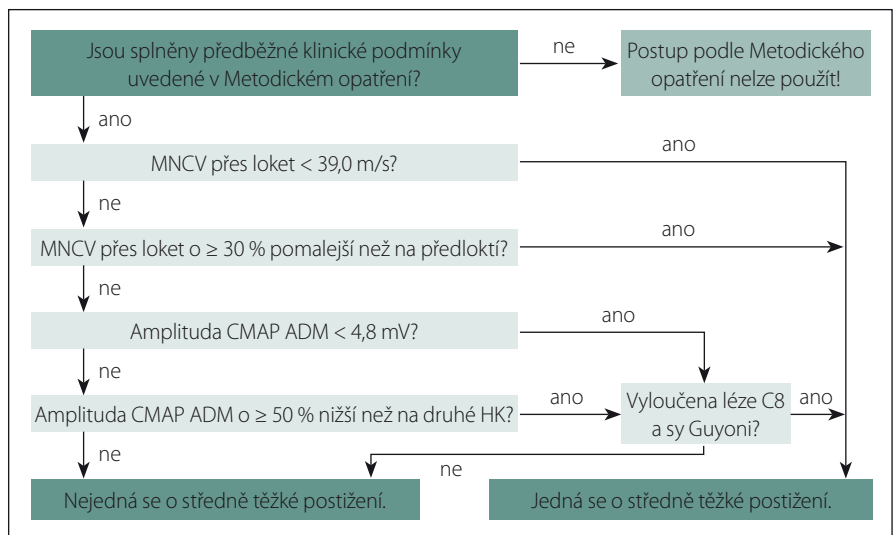 Jsou splněny předběžné klinické podmínky
uvedené v Metodickém opatření?
ne
Postup podle Metodického
opatření nelze použít!
ano
MNCV přes loket < 39,0 m/s?
ano
ne
MNCV přes loket o ≥ 30 % pomalejší než na předloktí?
ano
ne
Amplituda CMAP ADM < 4,8 mV?
ano
ne
Amplituda CMAP ADM o ≥ 50 % nižší než na druhé HK?
ano
Vyloučena léze C8
a sy Guyoni?
ano
ne
ne
Nejedná se o středně těžké postižení.
Jedná se o středně těžké postižení.